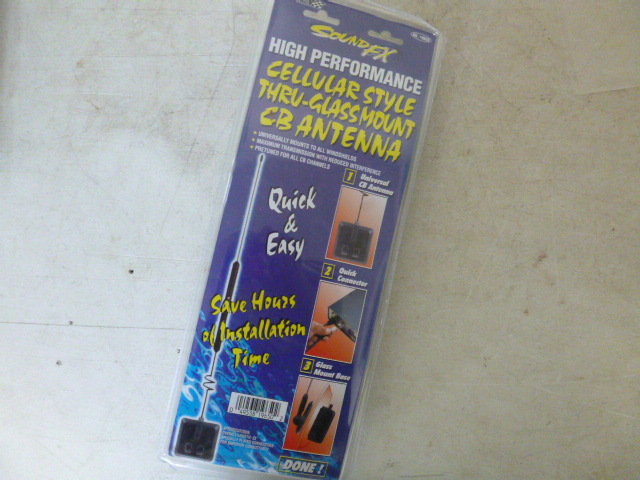 SOUND FX
HIGH PERFORMANCE
CELLULAR STYLE
THRU-GLASS MOUNT
CB ANTENNA
• UNIVERSALLY MOUNTS TO ALL WINDSHIELDS
• MAXIMUM TRANSMISSION WITH REDUCED INTERFERENCE
• PRETUNED FOR ALL CB CHANNELS
1 Universal
CB Antenna
Quick
&
Easy
2 Quick
Connector
Save Hours
of Installation
Time
3 Glass
Mount Base
DONE!